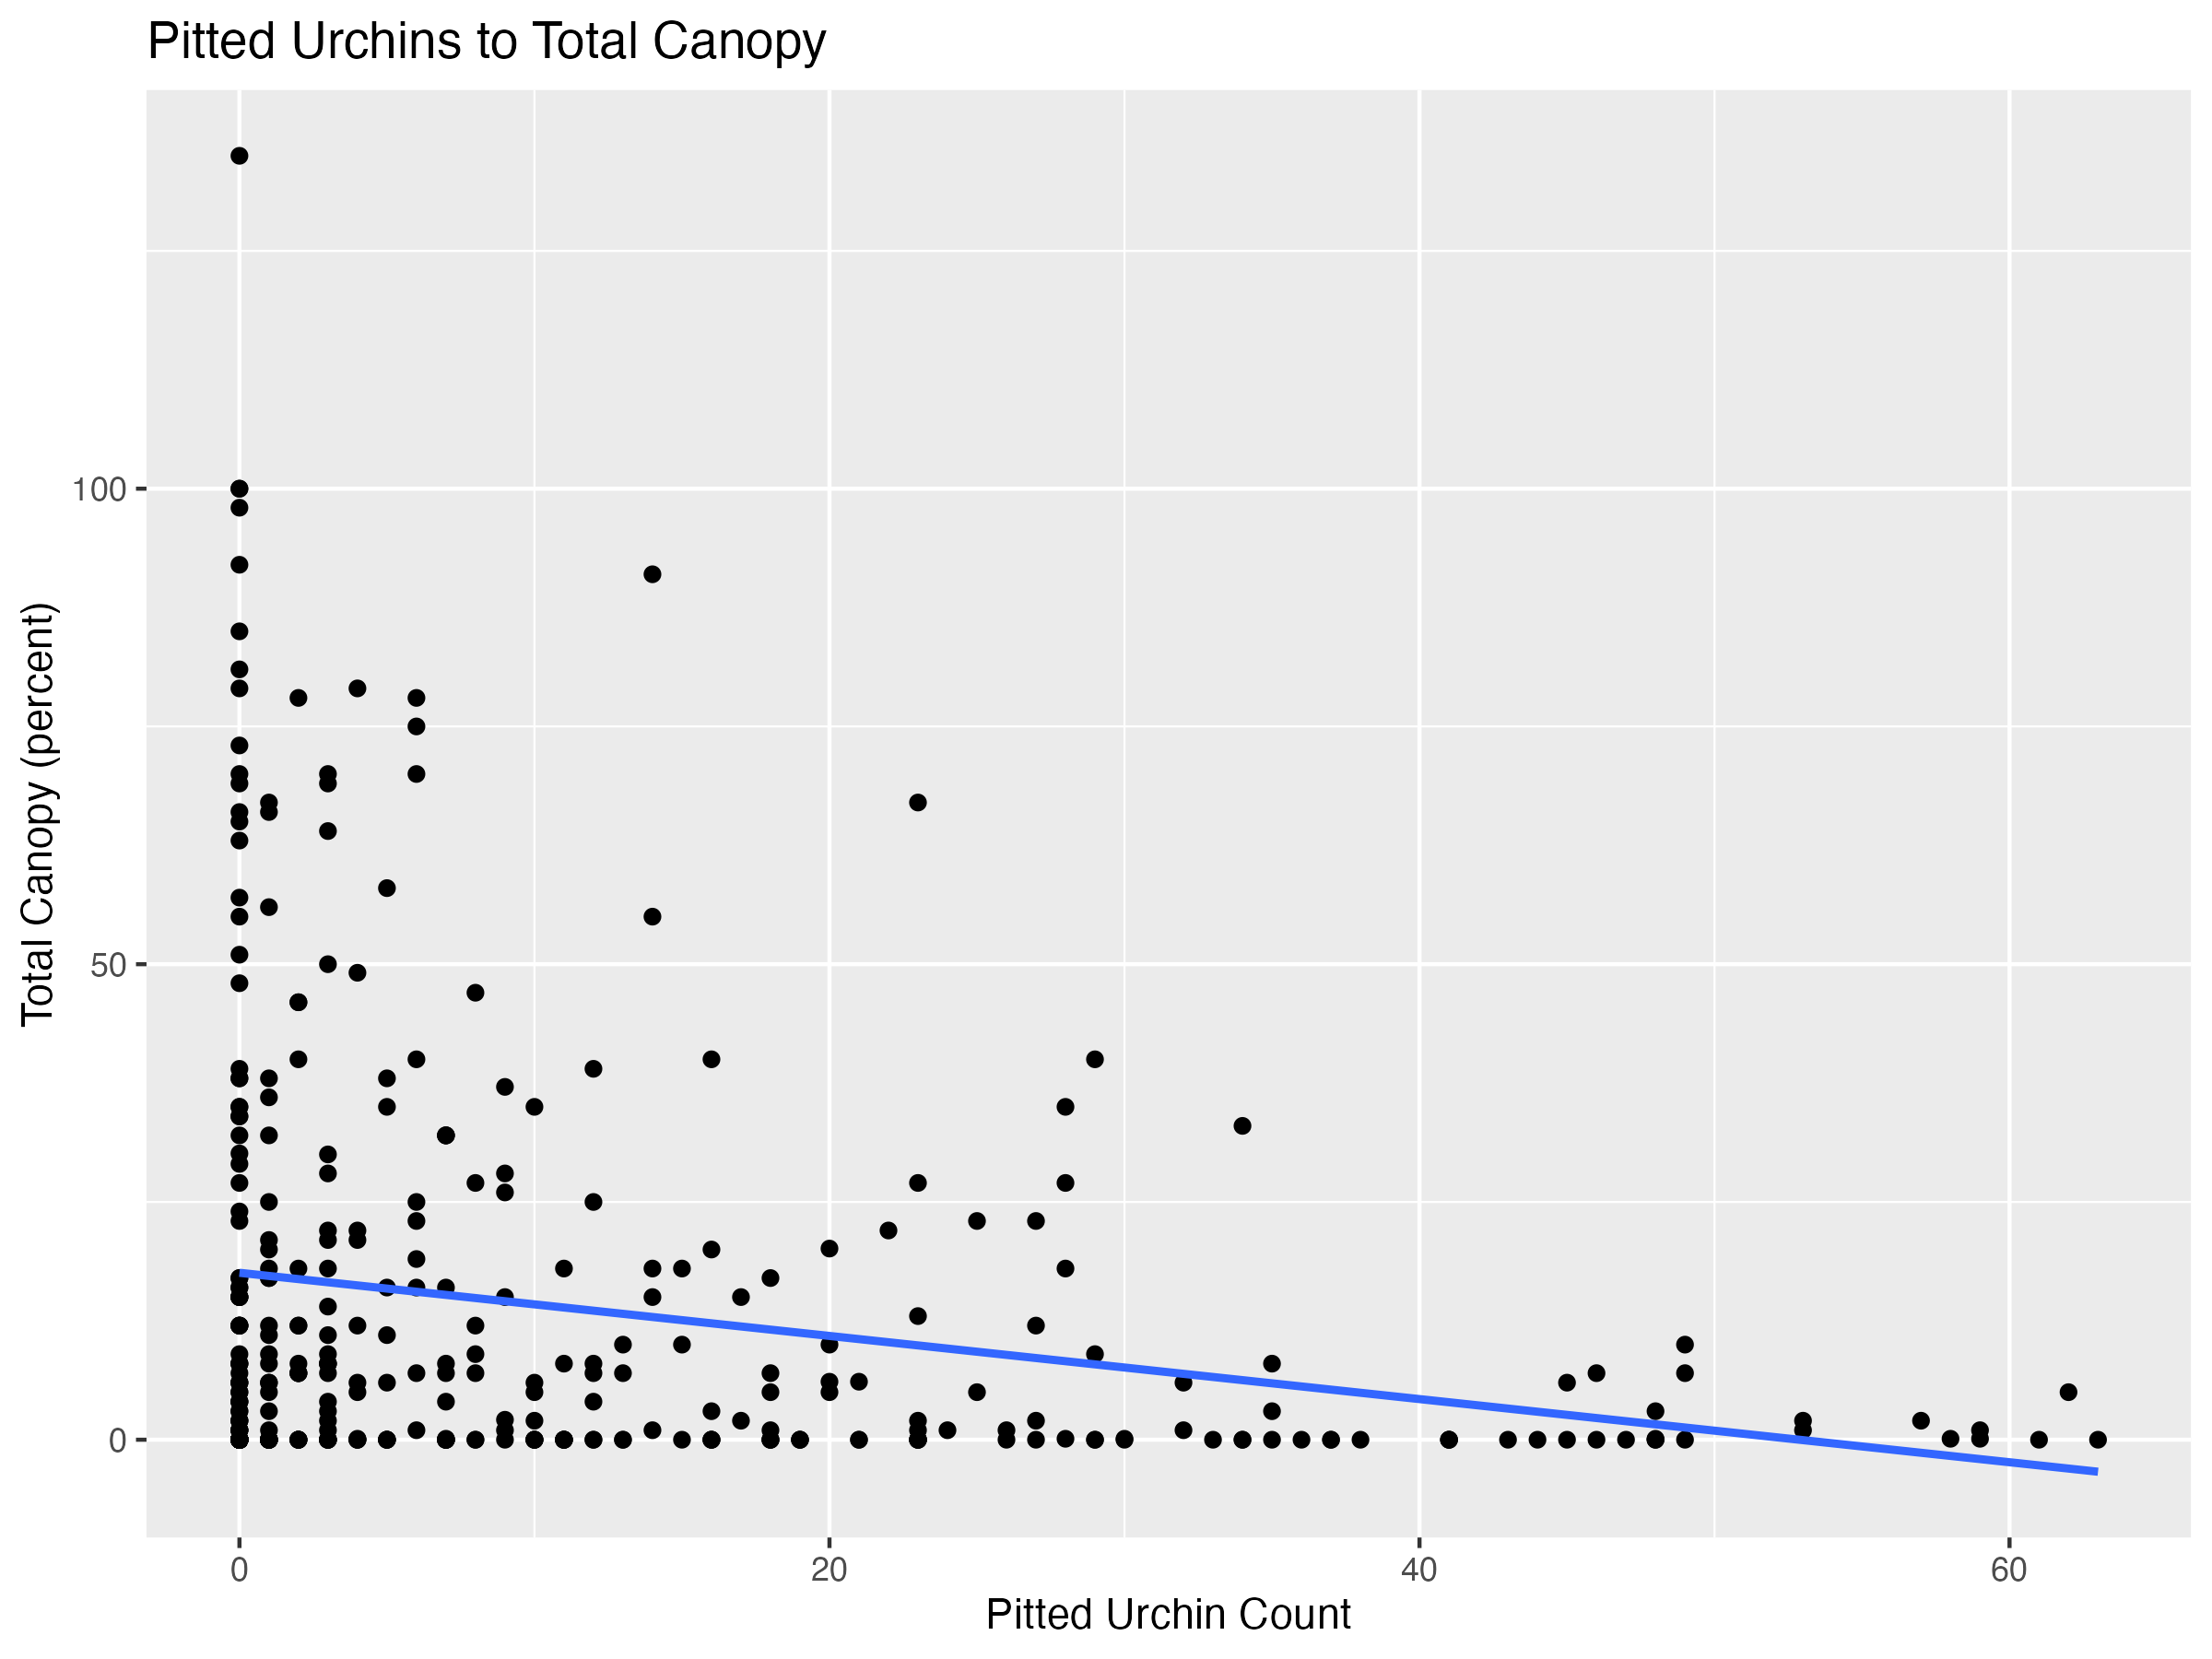 Pitted Urchins to Total Canopy
Total Canopy (percent)
100
50
0
0 20 40 60
Pitted Urchin Count